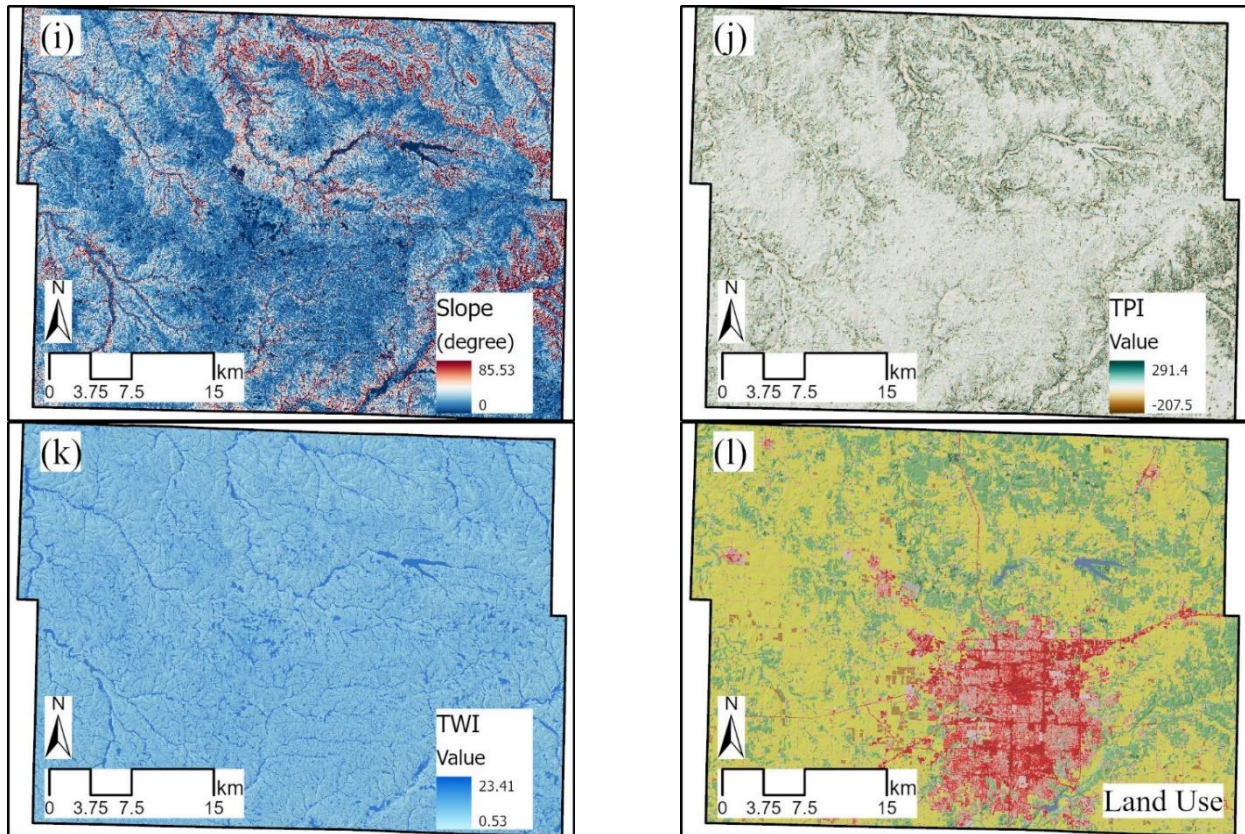 (i)
N
0 3.75 7.5 15 km
Slope
(degree)
85.53
0
(j)
N
0 3.75 7.5 15 km
TPI
Value
291.4
-207.5
(k)
N
0 3.75 7.5 15 km
TWI
Value
23.41
0.53
(l)
N
0 3.75 7.5 15 km
Land Use